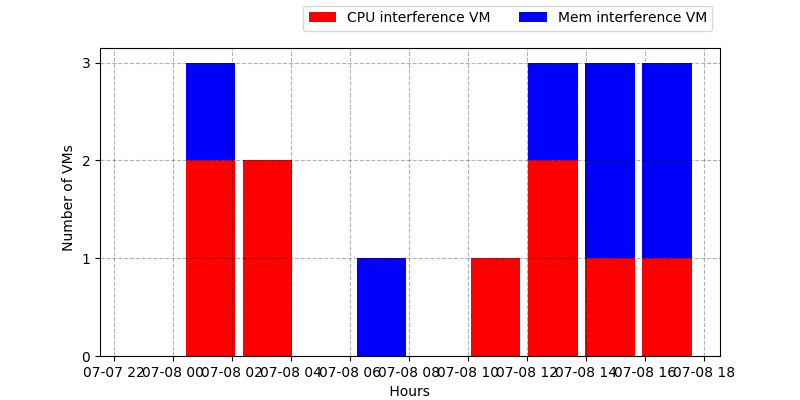 CPU interference VM Mem interference VM
3
2
1
0
Number of VMs
07-07 22 07-08 00 07-08 02 07-08 04 07-08 06 07-08 08 07-08 10 07-08 12 07-08 14 07-08 16 07-08 18
Hours